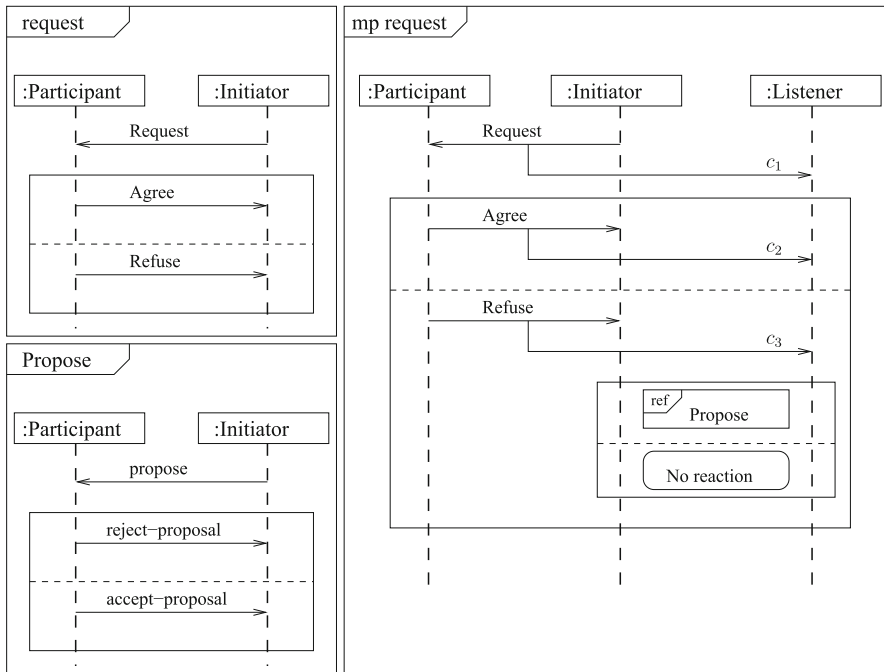 request
:Participant :Initiator
Request
Agree
Refuse
Propose
:Participant :Initiator
propose
reject-proposal
accept-proposal
mp request
:Participant :Initiator :Listener
Request
c1
Agree
c2
Refuse
c3
ref
Propose
No reaction